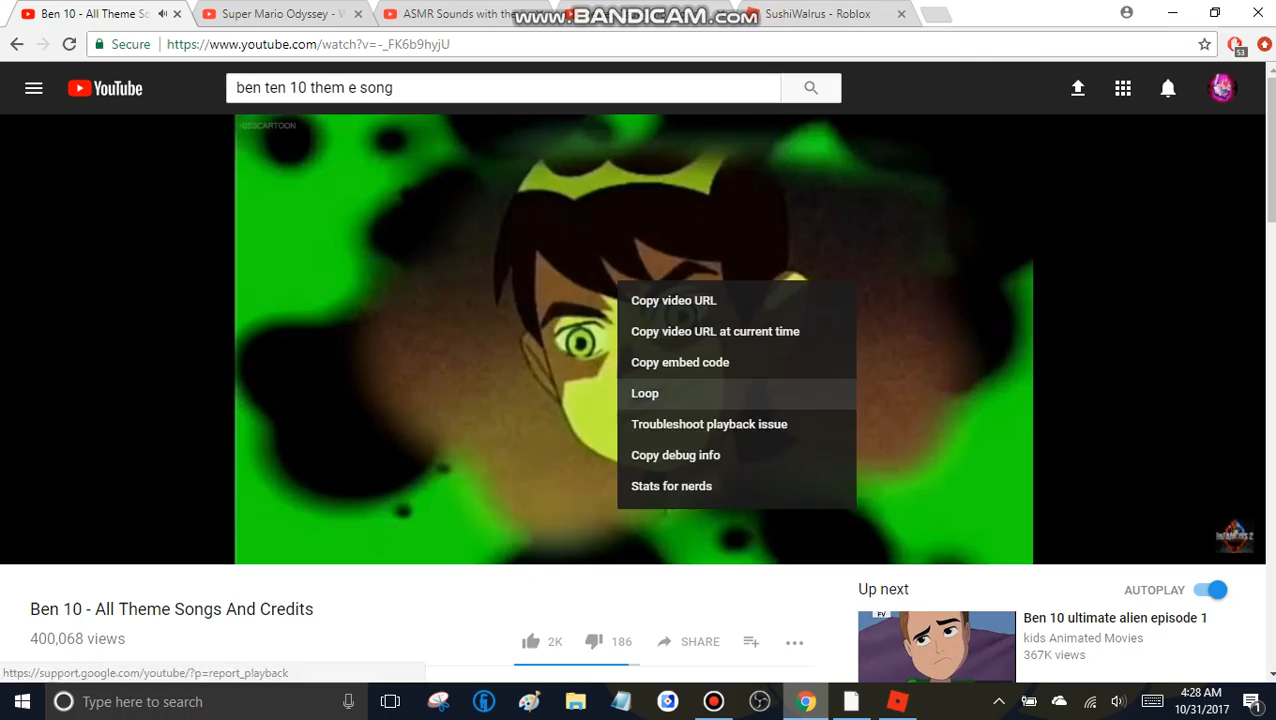 Ben 10 - All Theme So
Super Mario Odyssey - W
ASMR Sounds with the
www.BANDICAM.com
SushiWalrus - Roblox
Secure
https://www.youtube.com/watch?v=-_FK6b9hyjU
53
YouTube
ben ten 10 them e song
Copy video URL
Copy video URL at current time
Copy embed code
Loop
Troubleshoot playback issue
Copy debug info
Stats for nerds
Ben 10 - All Theme Songs And Credits
400,068 views
2K
186
SHARE
Up next
AUTOPLAY
Ben 10 ultimate alien episode 1
kids Animated Movies
367K views
https://support.google.com/youtube/?p=report_playback
Type here to search
4:28 AM
10/31/2017
1